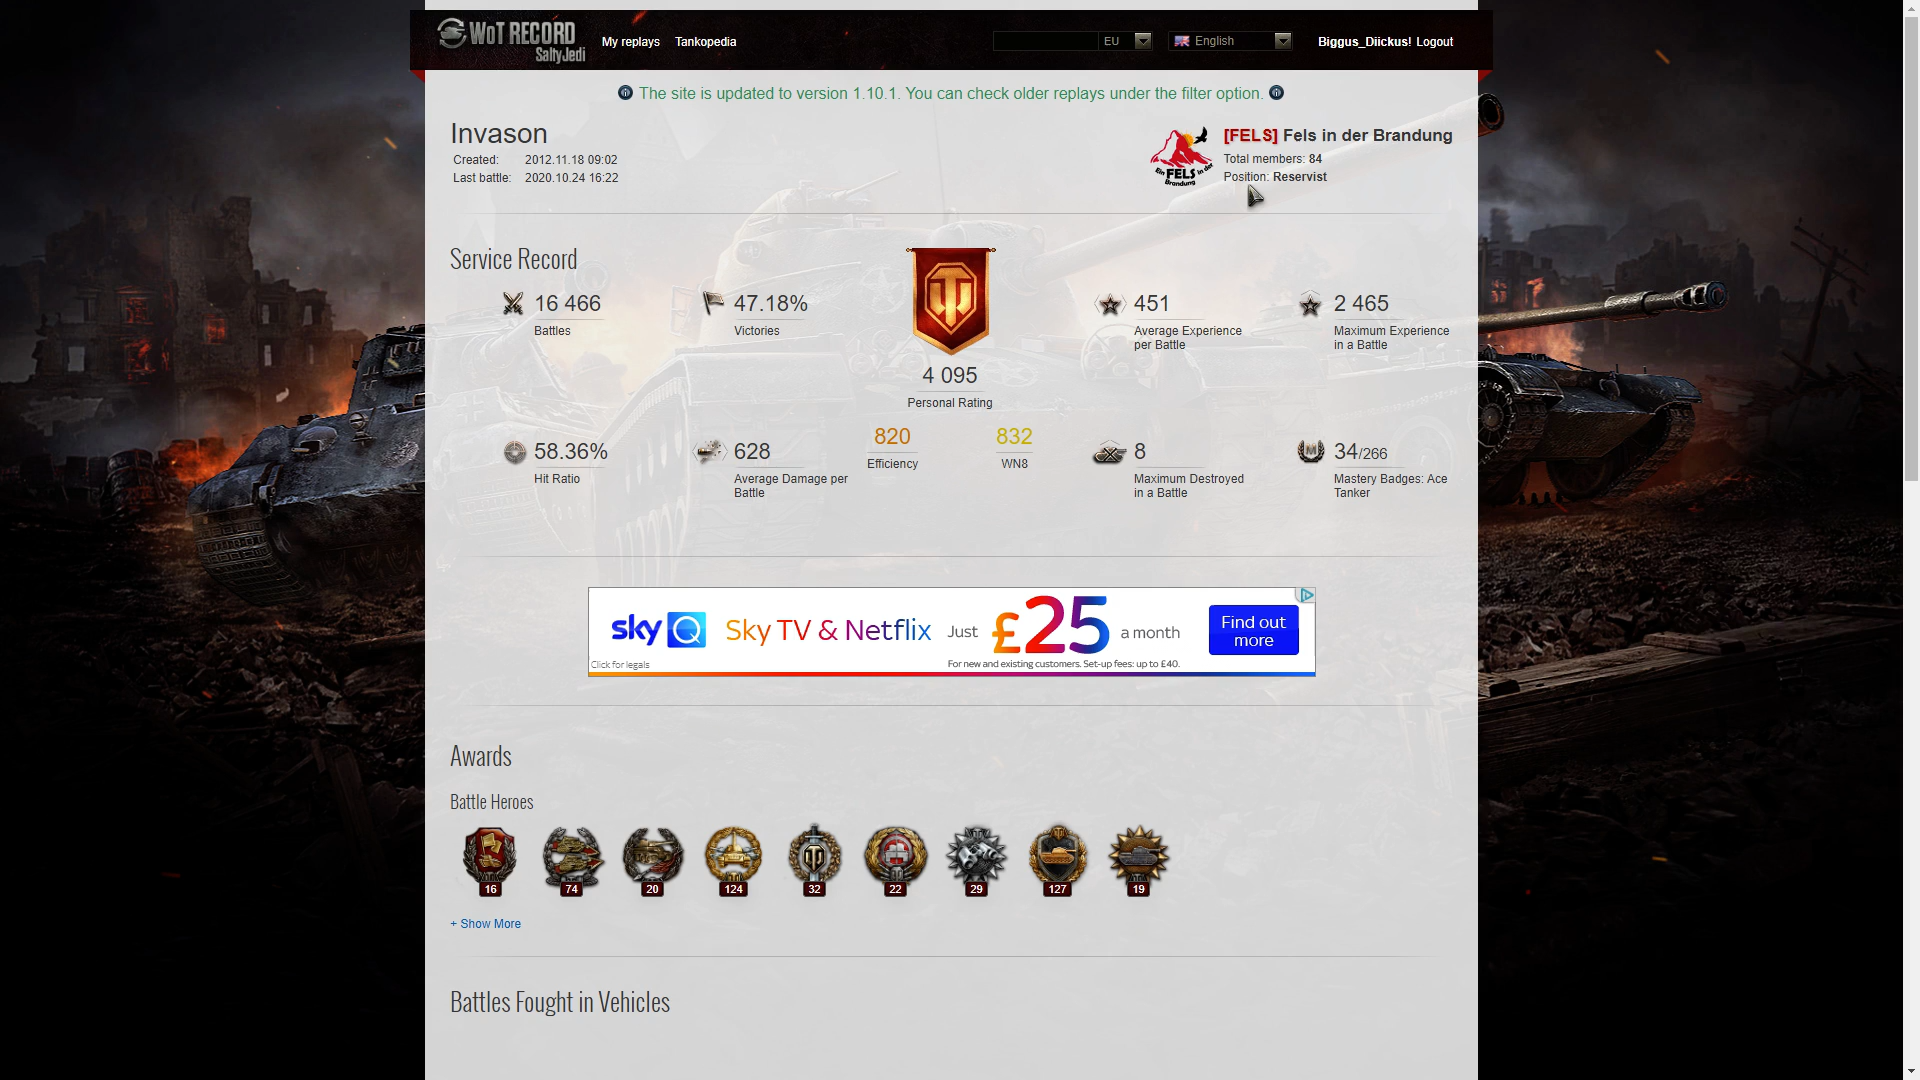 WoT RECORD
SaltyJedi
My replays
Tankopedia
EU
English
Biggus_Diickus! Logout
The site is updated to version 1.10.1. You can check older replays under the filter option.
Invason
Created: 2012.11.18 09:02
Last battle: 2020.10.24 16:22
Ein FELS in der Brandung
[FELS] Fels in der Brandung
Total members: 84
Position: Reservist
Service Record
16 466
Battles
47.18%
Victories
4 095
Personal Rating
451
Average Experience
per Battle
2 465
Maximum Experience
in a Battle
58.36%
Hit Ratio
628
Average Damage per
Battle
820
Efficiency
832
WN8
8
Maximum Destroyed
in a Battle
34/266
Mastery Badges: Ace
Tanker
sky Q
Sky TV & Netflix
Just £25 a month
Find out
more
Click for legals
For new and existing customers. Set-up fees: up to £40.
Awards
Battle Heroes
16 74 20 124 32 22 29 127 19
+ Show More
Battles Fought in Vehicles